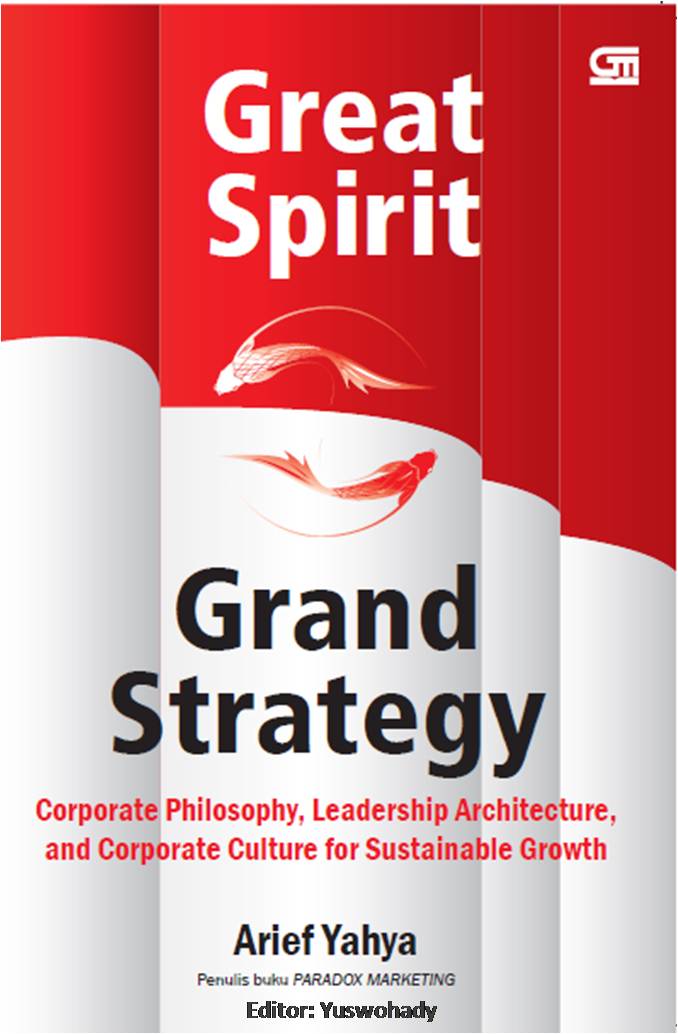 GM
Great
Spirit
Grand
Strategy
Corporate Philosophy, Leadership Architecture,
and Corporate Culture for Sustainable Growth
Arief Yahya
Penulis buku PARADOX MARKETING
Editor: Yuswohady